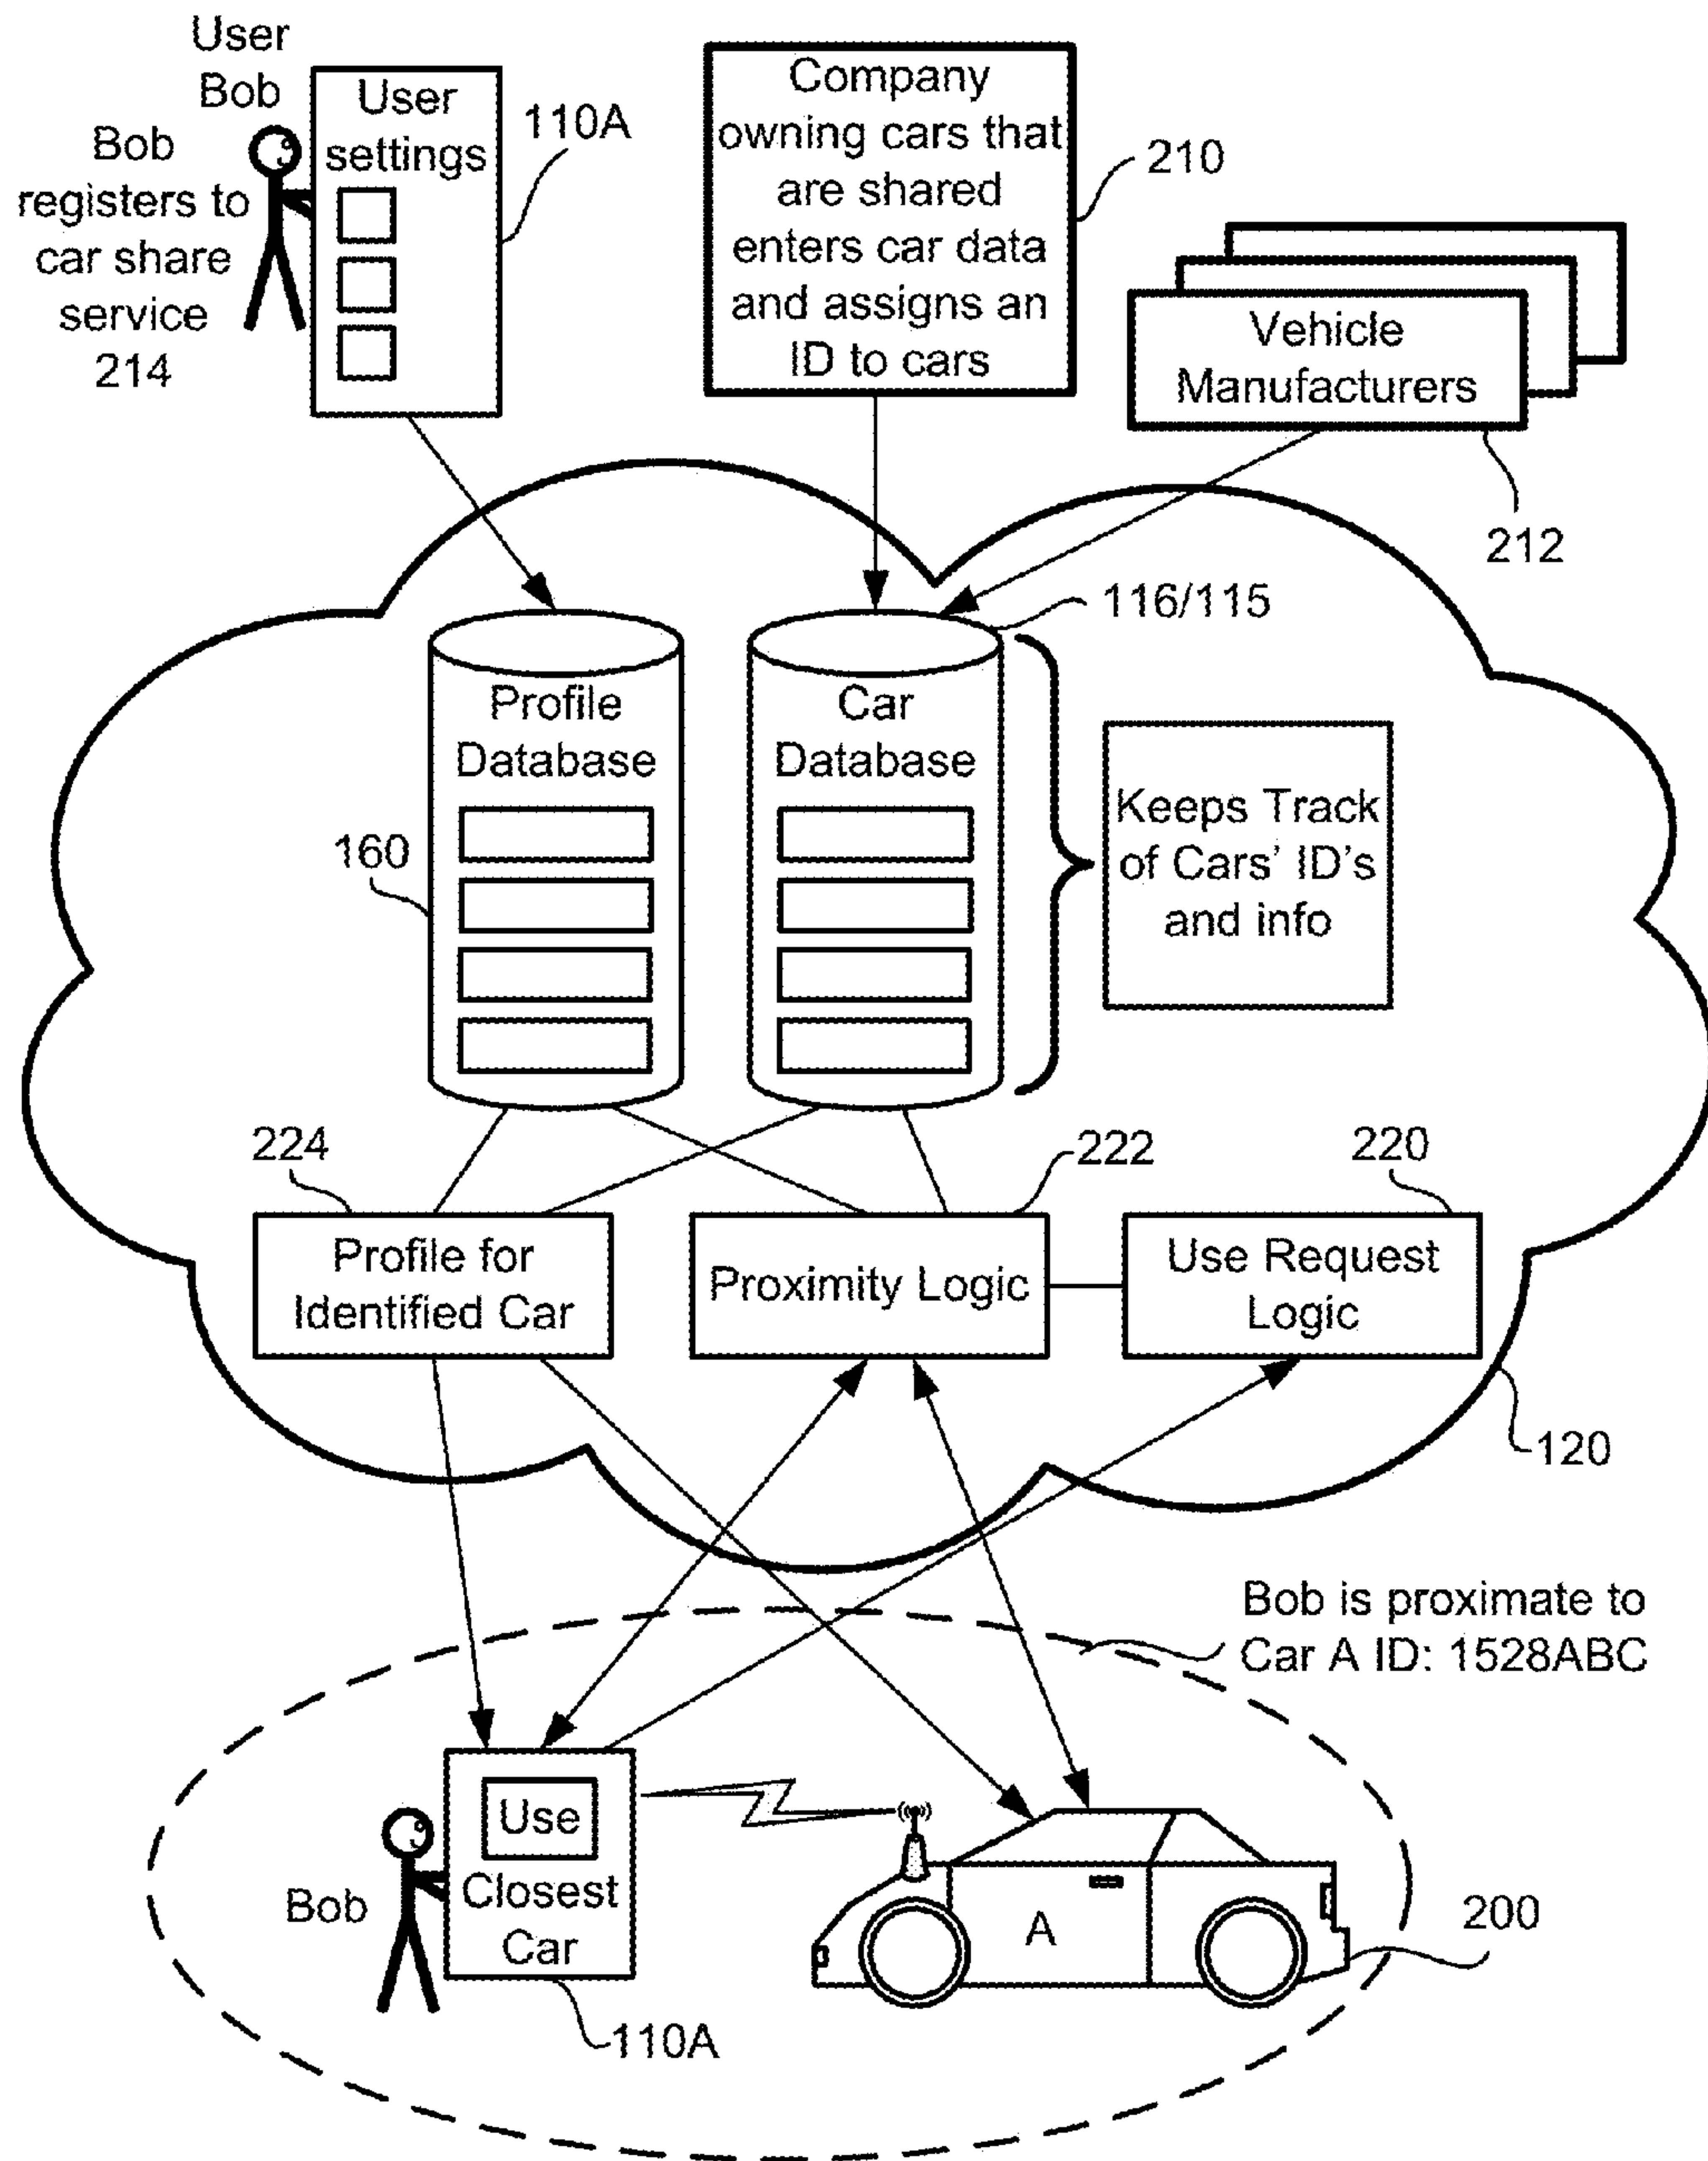 User
Bob
Bob
registers to
car share
service
214
User
settings
110A
Company
owning cars that
are shared
enters car data
and assigns an
ID to cars
210
Vehicle
Manufacturers
212
116/115
Profile
Database
Car
Database
Keeps Track
of Cars' ID's
and info
160
224
222
220
Profile for
Identified Car
Proximity Logic
Use Request
Logic
120
Bob is proximate to
Car A ID: 1528ABC
Bob
Use
Closest
Car
A
200
110A